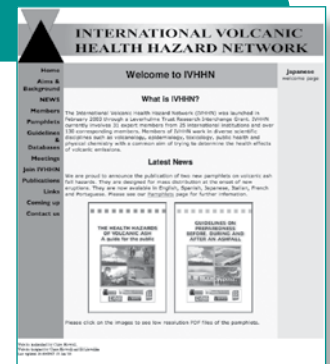 INTERNATIONAL VOLCANIC
HEALTH HAZARD NETWORK
Home
Aims &
Background
NEWS
Members
Pamphlets
Guidelines
Databases
Meetings
Join IVHHN
Publications
Links
Coming up
Contact us
Welcome to IVHHN
Japanese
welcome page
What is IVHHN?
The International Volcanic Health Hazard Network (IVHHN) was launched in
February 2003 through a Leverhulme Trust Research Interchange Grant. IVHHN
currently involves 31 expert members from 25 international institutions and over
130 corresponding members. Members of IVHHN work in diverse scientific
disciplines such as volcanology, epidemiology, toxicology, public health and
physical chemistry with a common aim of trying to determine the health effects
of volcanic emissions.
Latest News
We are proud to announce the publication of two new pamphlets on volcanic ash
fall hazards. They are designed for mass distribution at the onset of new
eruptions. They are now available in English, Spanish, Japanese, Italian, French
and Portuguese. Please see our Pamphlets page for further information.
THE HEALTH HAZARDS
OF VOLCANIC ASH
A guide for the public
GUIDELINES ON
PREPAREDNESS
BEFORE, DURING AND
AFTER AN ASHFALL
Please click on the images to see low resolution PDF files of the pamphlets.